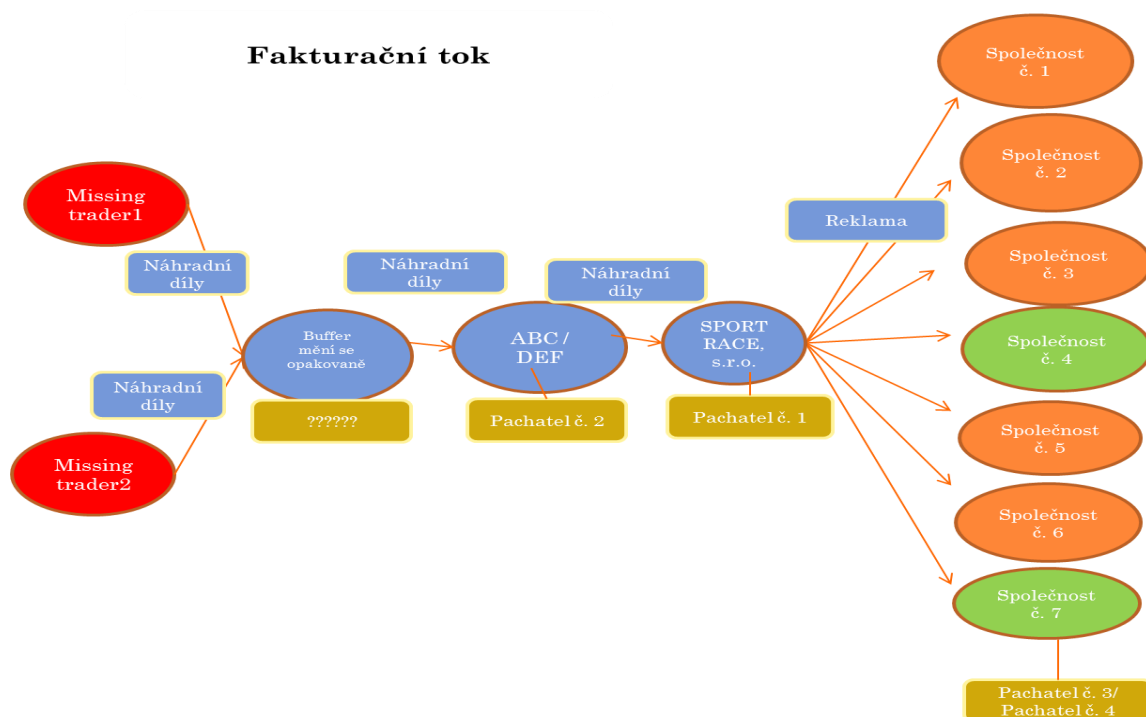 Fakturační tok
Společnost
č. 1
Společnost
č. 2
Missing
trader1
Reklama
Náhradní
díly
Náhradní
díly
Náhradní
díly
Společnost
č. 3
Buffer
mění se
opakovaně
ABC /
DEF
SPORT
RACE,
s.r.o.
Společnost
č. 4
Náhradní
díly
??????
Pachatel č. 2
Pachatel č. 1
Společnost
č. 5
Missing
trader2
Společnost
č. 6
Společnost
č. 7
Pachatel č. 3/
Pachatel č. 4